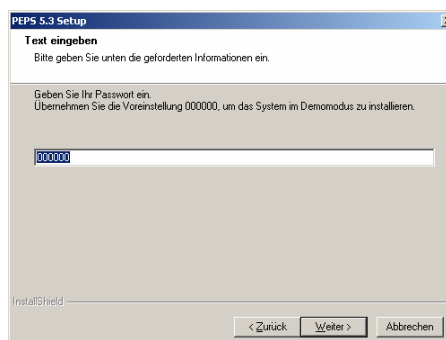 PEPS 5.3 Setup
Text eingeben
Bitte geben Sie unten die geforderten Informationen ein.
Geben Sie Ihr Passwort ein.
Übernehmen Sie die Voreinstellung 000000, um das System im Demomodus zu installieren.
000000
InstallShield
< Zurück Weiter > Abbrechen